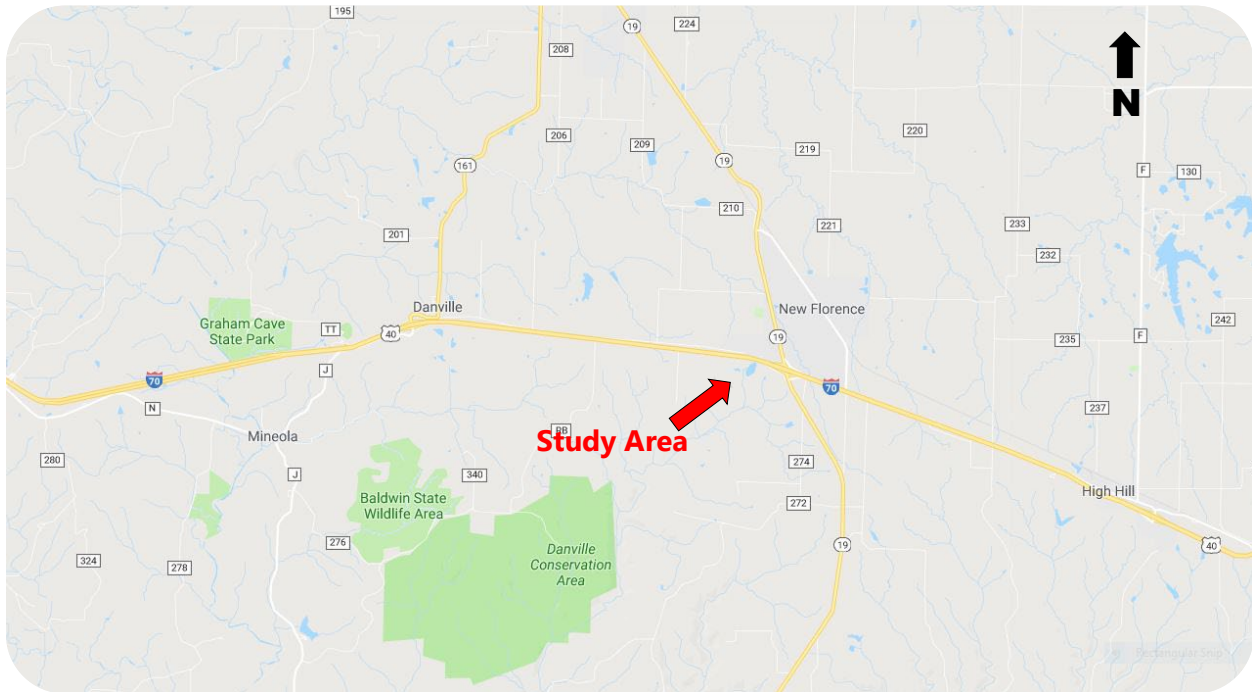 195
19
224
208
N
206
209
220
219
161
19
F
130
210
221
233
201
232
Danville
New Florence
242
Graham Cave
State Park
TT
40
19
235
F
J
70
70
N
237
Study Area
BB
Mineola
280
274
J
340
High Hill
Baldwin State
Wildlife Area
272
276
19
40
Danville
Conservation
Area
324
278
Rectangular Snip